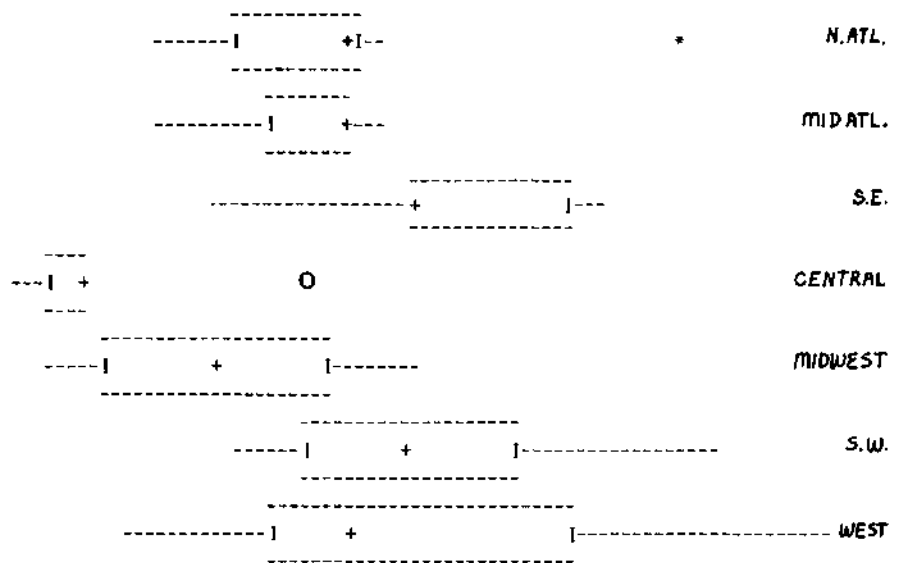 N.ATL.
MIDATL.
S.E.
CENTRAL
MIDWEST
S.W.
WEST